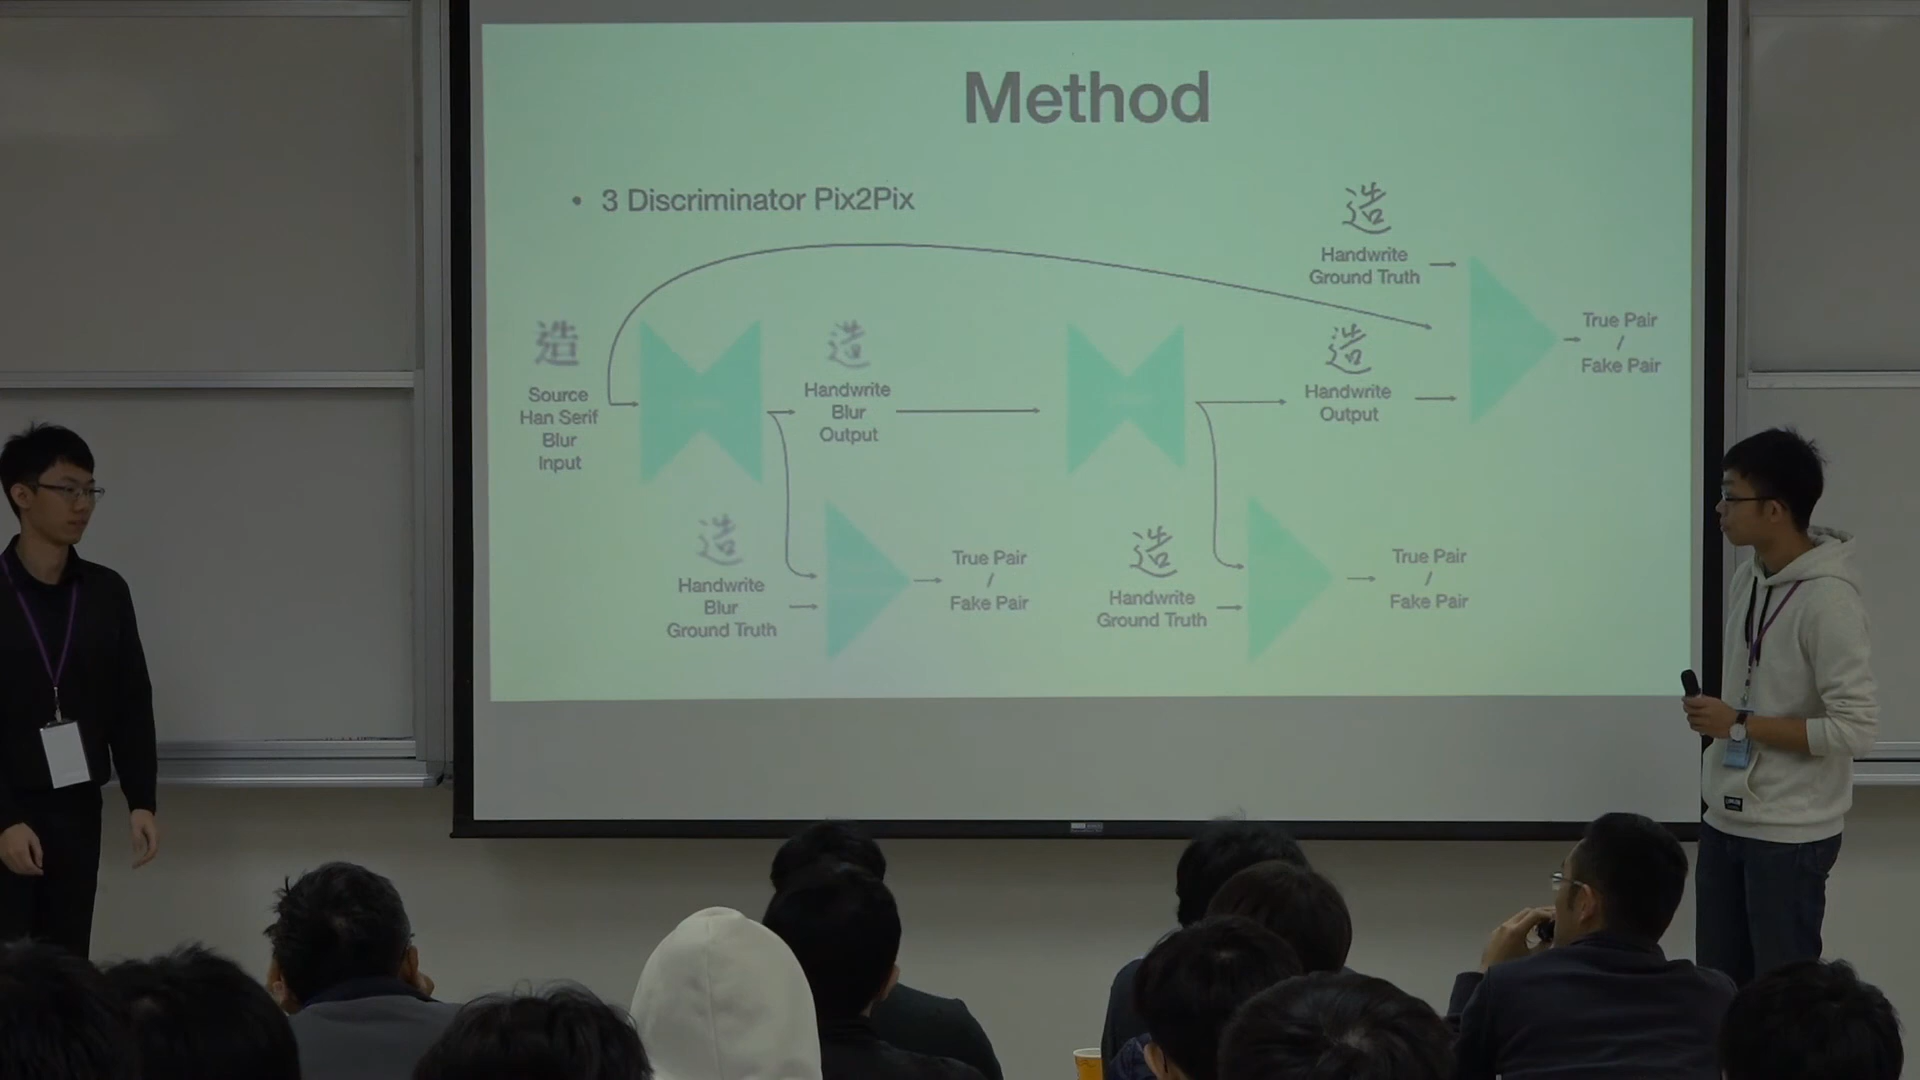 Method
• 3 Discriminator Pix2Pix
造
Handwrite
Ground Truth
True Pair
/
Fake Pair
造
Source
Han Serif
Blur
Input
造
Handwrite
Blur
Output
造
Handwrite
Output
造
Handwrite
Blur
Ground Truth
True Pair
/
Fake Pair
造
Handwrite
Ground Truth
True Pair
/
Fake Pair